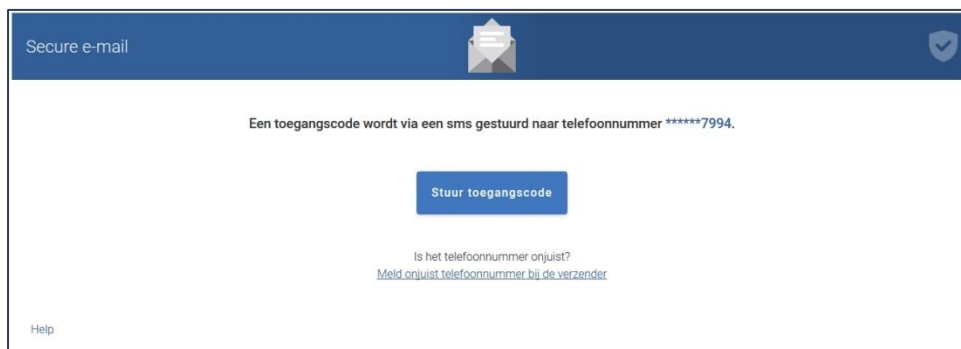 Secure e-mail
Een toegangscode wordt via een sms gestuurd naar telefoonnummer ******7994.
Stuur toegangscode
Is het telefoonnummer onjuist?
Meld onjuist telefoonnummer bij de verzender
Help